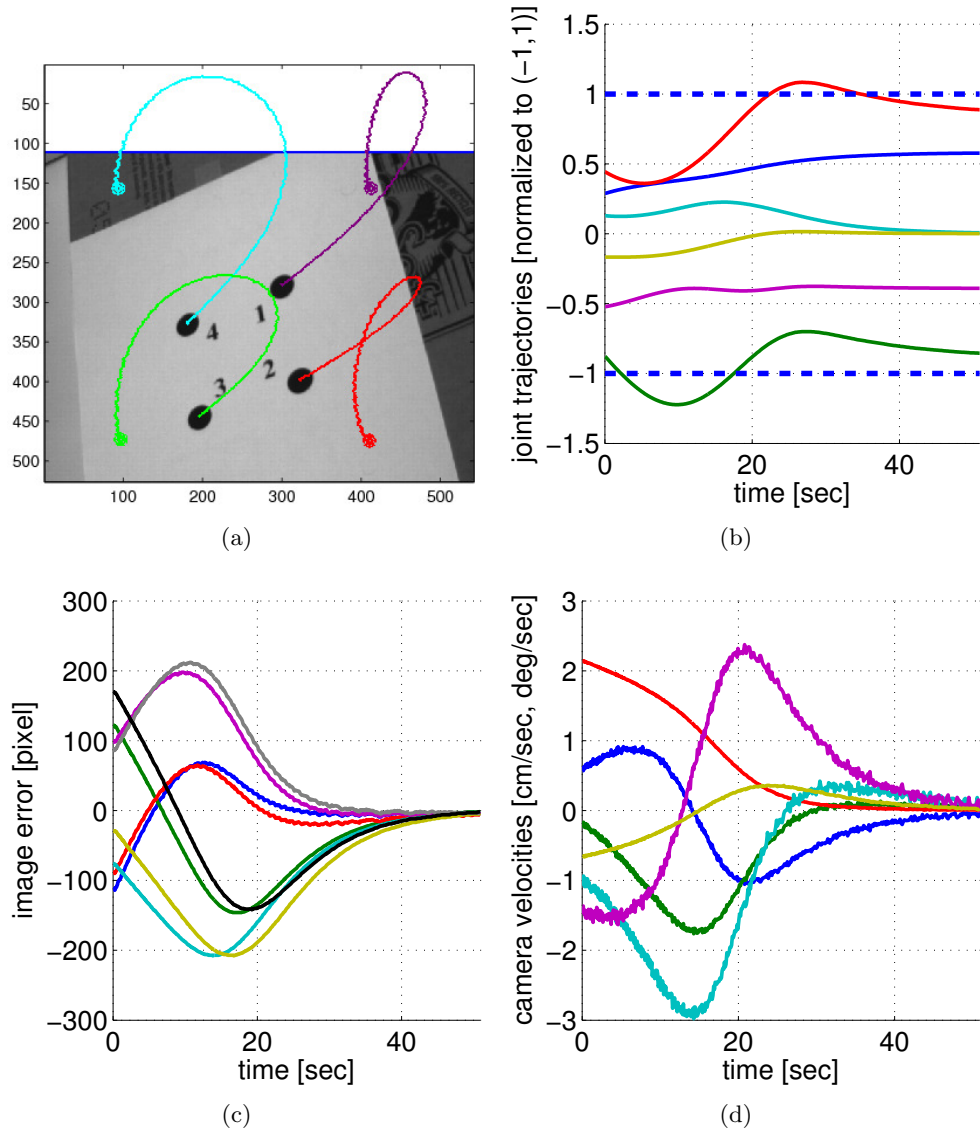 50
100
150
200
250
300
350
400
450
500
100 200 300 400 500
1
2
3
4
(a)
joint trajectories [normalized to (−1,1)]
1.5
1
0.5
0
−0.5
−1
−1.5
0 20 40
time [sec]
(b)
image error [pixel]
300
200
100
0
−100
−200
−300
0 20 40
time [sec]
(c)
camera velocities [cm/sec, deg/sec]
3
2
1
0
−1
−2
−3
0 20 40
time [sec]
(d)